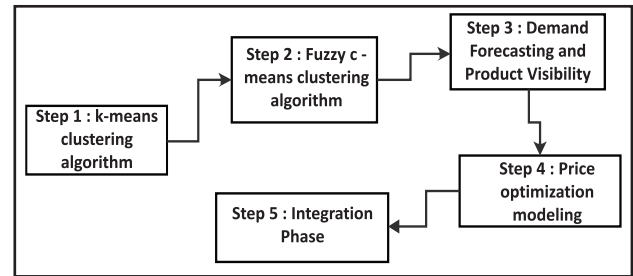 Step 1 : k-means
clustering
algorithm
Step 2 : Fuzzy c -
means clustering
algorithm
Step 3 : Demand
Forecasting and
Product Visibility
Step 4 : Price
optimization
modeling
Step 5 : Integration
Phase